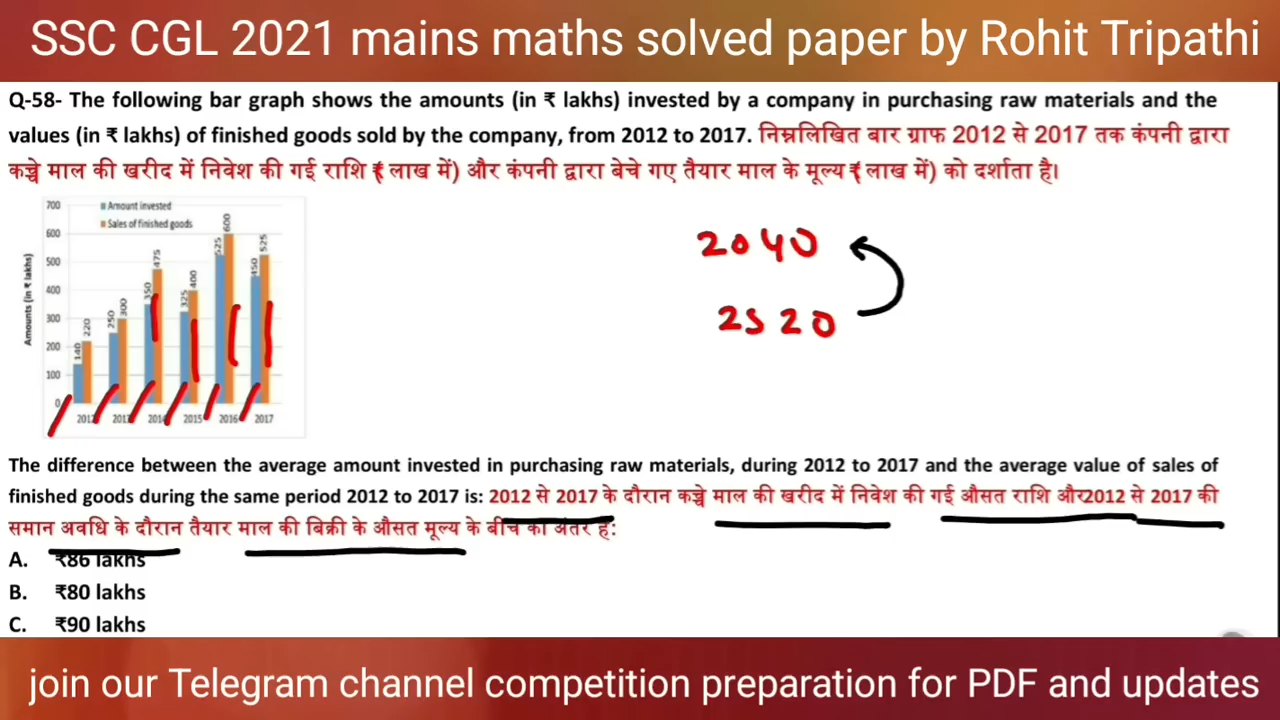 SSC CGL 2021 mains maths solved paper by Rohit Tripathi
Q-58- The following bar graph shows the amounts (in ₹ lakhs) invested by a company in purchasing raw materials and the
values (in ₹ lakhs) of finished goods sold by the company, from 2012 to 2017. निम्नलिखित बार ग्राफ 2012 से 2017 तक कंपनी द्वारा
कच्चे माल की खरीद में निवेश की गई राशि (₹ लाख में) और कंपनी द्वारा बेचे गए तैयार माल के मूल्य (₹ लाख में) को दर्शाता है।
Amounts (in ₹ lakhs)
700
600
500
400
300
200
100
0
Amount invested
Sales of finished goods
140
220
250
300
350
475
325
400
525
600
450
525
2012
2013
2014
2015
2016
2017
2040
2520
The difference between the average amount invested in purchasing raw materials, during 2012 to 2017 and the average value of sales of
finished goods during the same period 2012 to 2017 is: 2012 से 2017 के दौरान कच्चे माल की खरीद में निवेश की गई औसत राशि और2012 से 2017 की
समान अवधि के दौरान तैयार माल की बिक्री के औसत मूल्य के बीच का अंतर है:
A. ₹86 lakhs
B. ₹80 lakhs
C. ₹90 lakhs
join our Telegram channel competition preparation for PDF and updates